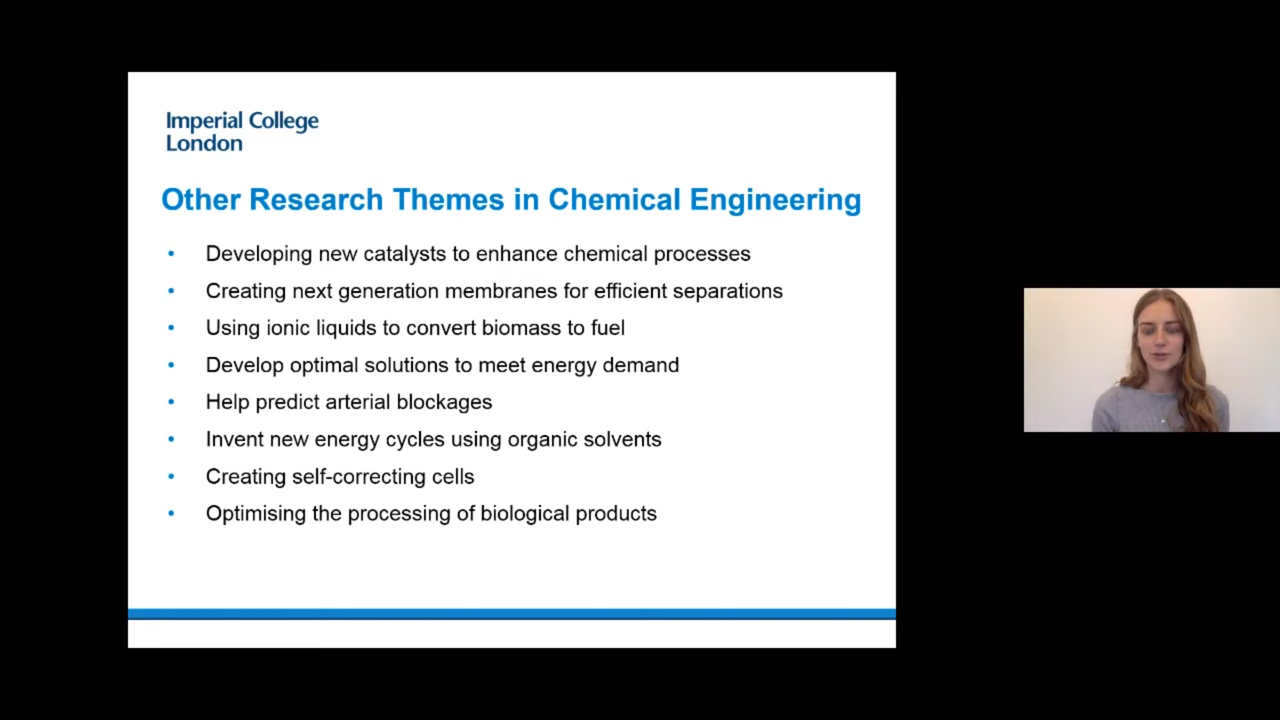 Imperial College
London
Other Research Themes in Chemical Engineering
• Developing new catalysts to enhance chemical processes
• Creating next generation membranes for efficient separations
• Using ionic liquids to convert biomass to fuel
• Develop optimal solutions to meet energy demand
• Help predict arterial blockages
• Invent new energy cycles using organic solvents
• Creating self-correcting cells
• Optimising the processing of biological products